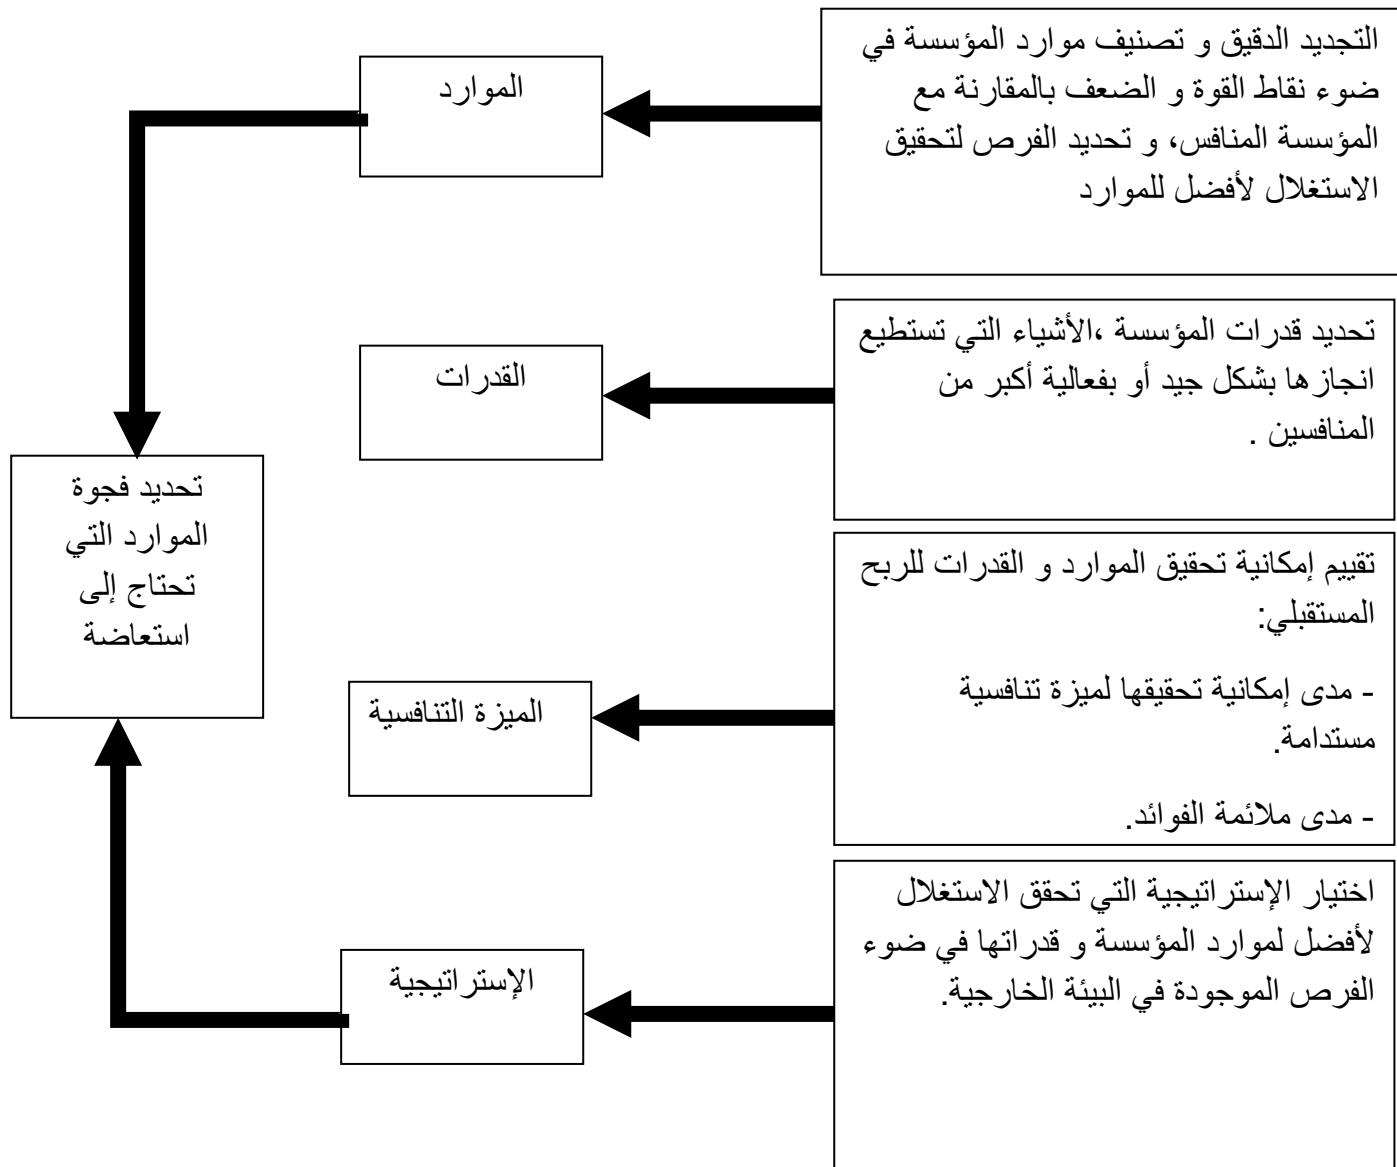 التجديد الدقيق و تصنيف موارد المؤسسة في
ضوء نقاط القوة و الضعف بالمقارنة مع
المؤسسة المنافس، و تحديد الفرص لتحقيق
الاستغلال لأفضل للموارد
الموارد
تحديد قدرات المؤسسة ،الأشياء التي تستطيع
انجازها بشكل جيد أو بفعالية أكبر من
المنافسين .
القدرات
تحديد فجوة
الموارد التي
تحتاج إلى
استعاضة
تقييم إمكانية تحقيق الموارد و القدرات للربح
المستقبلي:
- مدى إمكانية تحقيقها لميزة تنافسية
مستدامة.
- مدى ملائمة الفوائد.
الميزة التنافسية
اختيار الإستراتيجية التي تحقق الاستغلال
لأفضل لموارد المؤسسة و قدراتها في ضوء
الفرص الموجودة في البيئة الخارجية.
الإستراتيجية